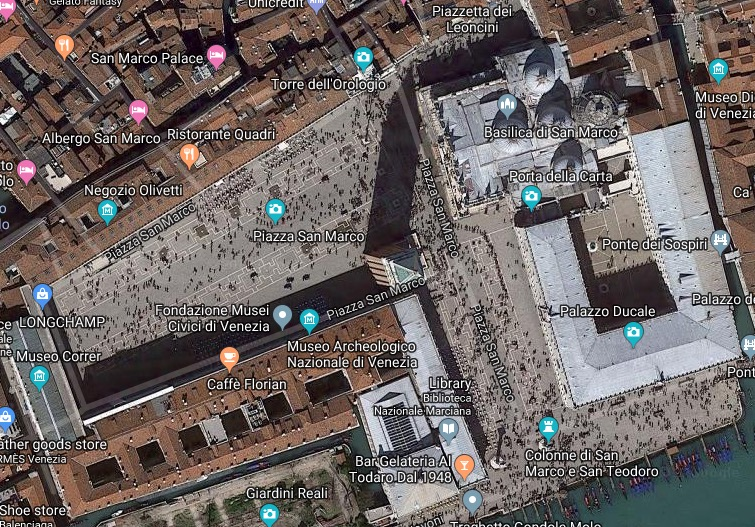 Gelato Fantasy
Unicredit
Piazzetta dei
Leoncini
San Marco Palace
Torre dell'Orologio
Museo Di
di Venezia
Albergo San Marco
Ristorante Quadri
Basilica di San Marco
Negozio Olivetti
Porta della Carta
Ca'
Piazza San Marco
Piazza San Marco
Piazza San Marco
Ponte dei Sospiri
Fondazione Musei
Civici di Venezia
Piazza San Marco
Palazzo Ducale
Palazzo d
LONGCHAMP
Museo Correr
Museo Archeologico
Nazionale di Venezia
Piazza San Marco
Caffè Florian
Library
Biblioteca
Nazionale Marciana
Pont
ather goods store
RMÈS Venezia
Bar Gelateria Al
Todaro Dal 1948
Colonne di San
Marco e San Teodoro
Giardini Reali
Shoe store
Balenciaga
Traghetto Gondole Molo